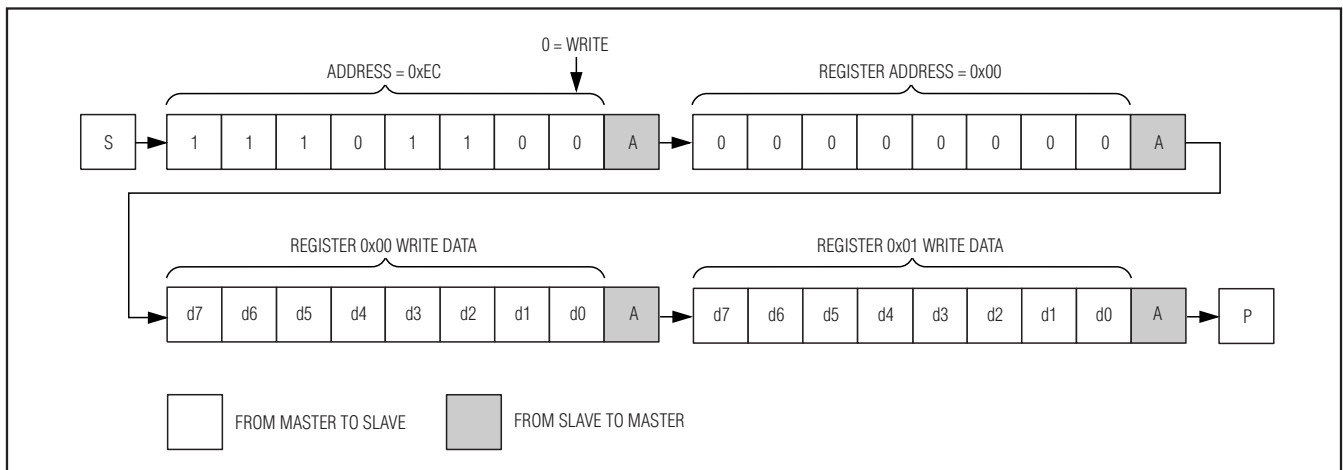 0 = WRITE
ADDRESS = 0xEC REGISTER ADDRESS = 0x00
S 1 1 1 0 1 1 0 0 A 0 0 0 0 0 0 0 0 A
REGISTER 0x00 WRITE DATA REGISTER 0x01 WRITE DATA
d7 d6 d5 d4 d3 d2 d1 d0 A d7 d6 d5 d4 d3 d2 d1 d0 A P
FROM MASTER TO SLAVE FROM SLAVE TO MASTER